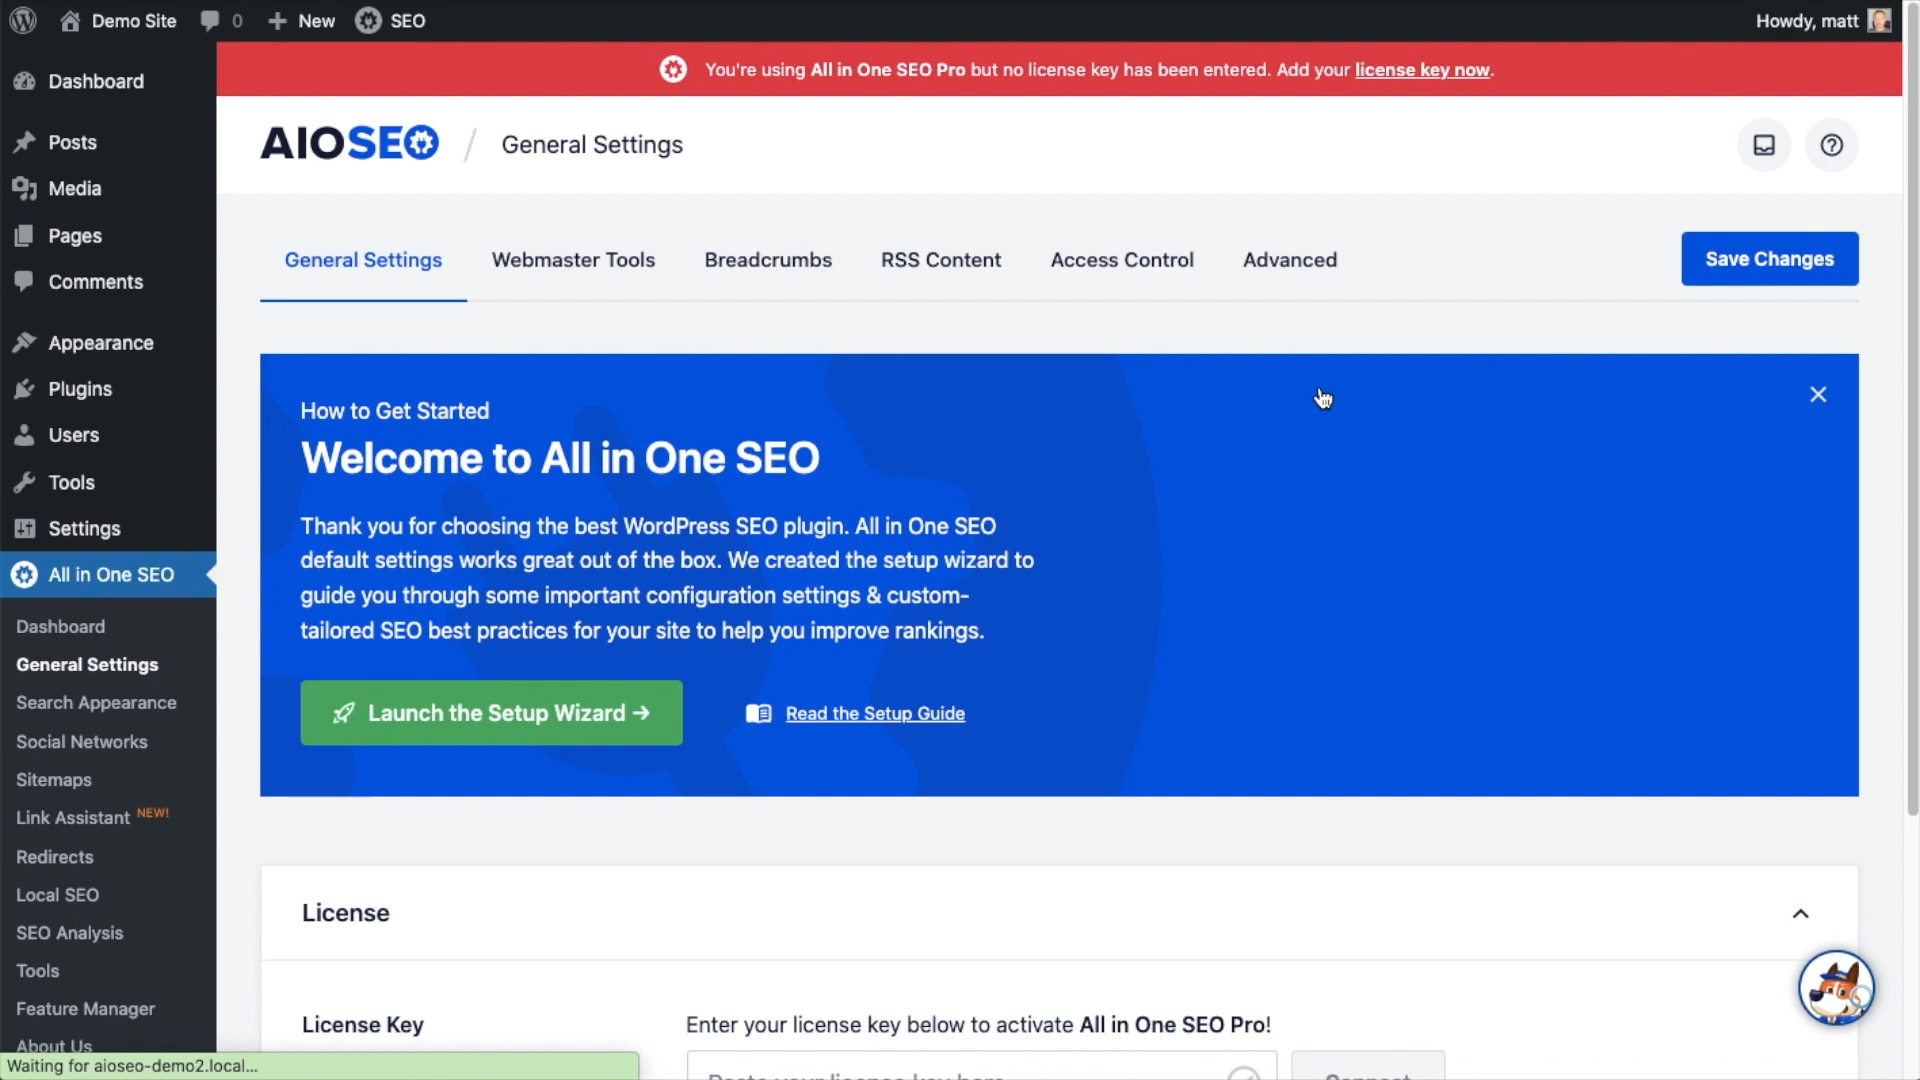 Demo Site 0 New SEO Howdy, matt
You're using All in One SEO Pro but no license key has been entered. Add your license key now.
Dashboard
Posts
Media
Pages
Comments
Appearance
Plugins
Users
Tools
Settings
All in One SEO
Dashboard
General Settings
Search Appearance
Social Networks
Sitemaps
Link Assistant NEW!
Redirects
Local SEO
SEO Analysis
Tools
Feature Manager
About Us
Waiting for aioseo-demo2.local...
AIOSEO / General Settings
General Settings Webmaster Tools Breadcrumbs RSS Content Access Control Advanced Save Changes
How to Get Started
Welcome to All in One SEO
Thank you for choosing the best WordPress SEO plugin. All in One SEO
default settings works great out of the box. We created the setup wizard to
guide you through some important configuration settings & custom-
tailored SEO best practices for your site to help you improve rankings.
Launch the Setup Wizard → Read the Setup Guide
License
License Key Enter your license key below to activate All in One SEO Pro!
Paste your license key here Connect